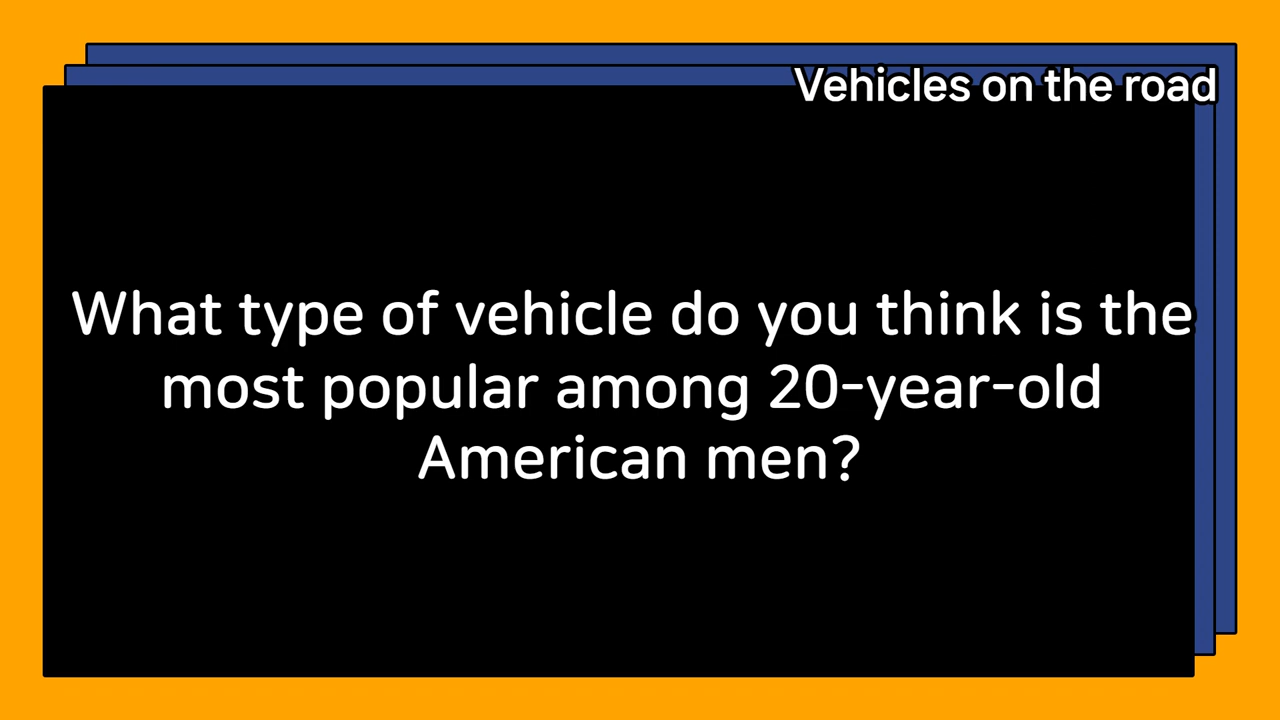 Vehicles on the road
What type of vehicle do you think is the
most popular among 20-year-old
American men?